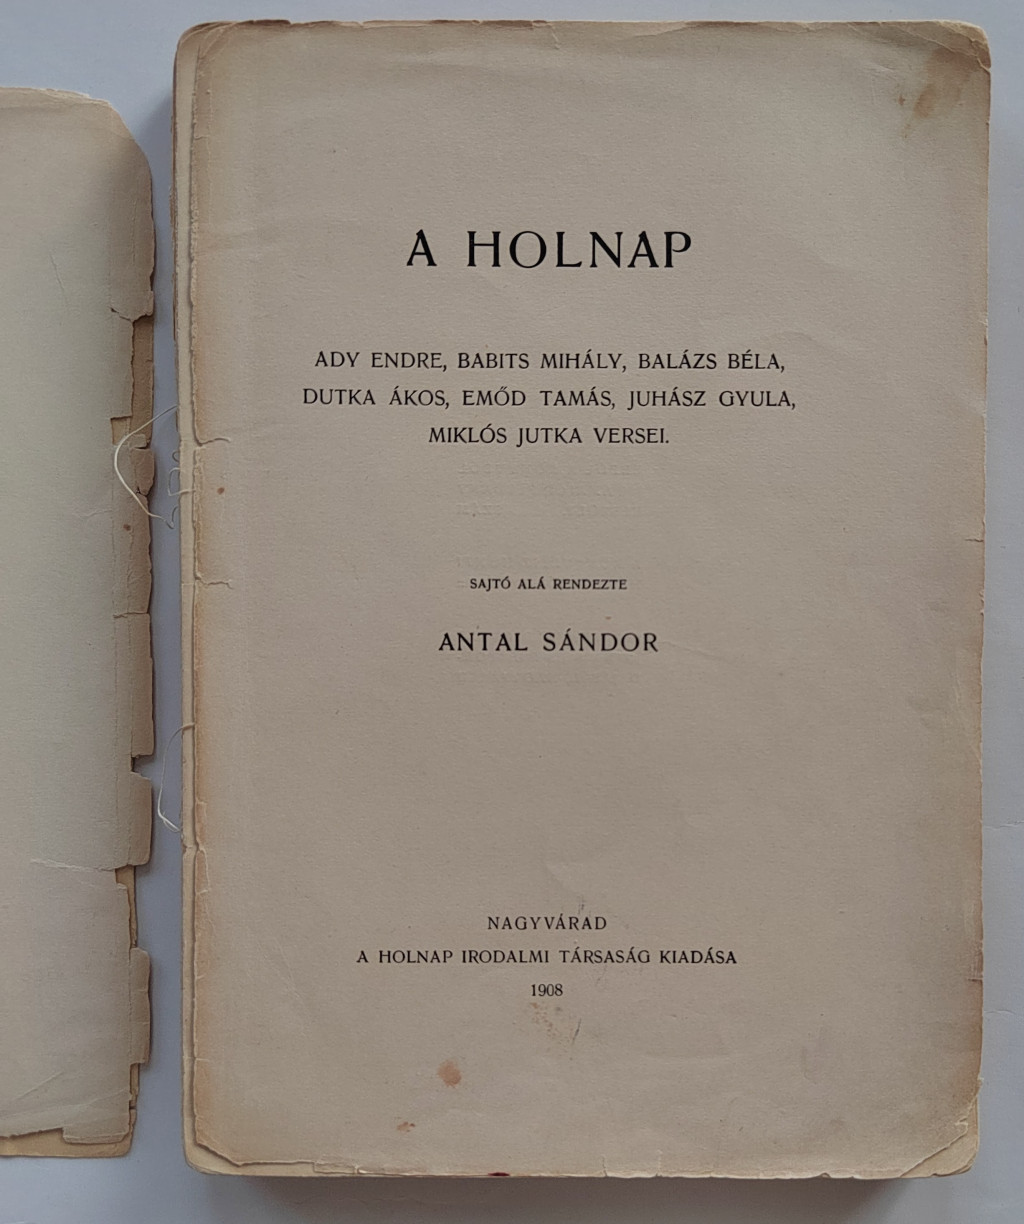 A HOLNAP
ADY ENDRE, BABITS MIHÁLY, BALÁZS BÉLA,
DUTKA ÁKOS, EMŐD TAMÁS, JUHÁSZ GYULA,
MIKLÓS JUTKA VERSEI.
SAJTÓ ALÁ RENDEZTE
ANTAL SÁNDOR
NAGYVÁRAD
A HOLNAP IRODALMI TÁRSASÁG KIADÁSA
1908